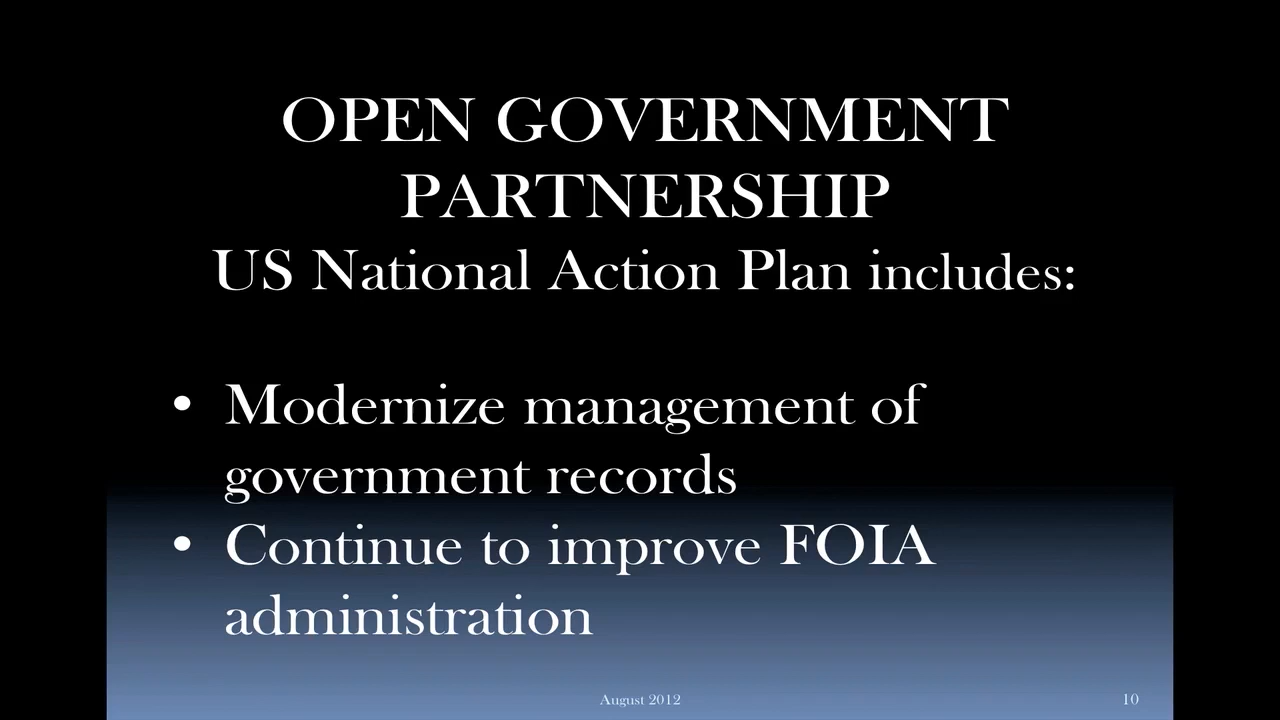 OPEN GOVERNMENT
PARTNERSHIP
US National Action Plan includes:
• Modernize management of
government records
• Continue to improve FOIA
administration
August 2012
10